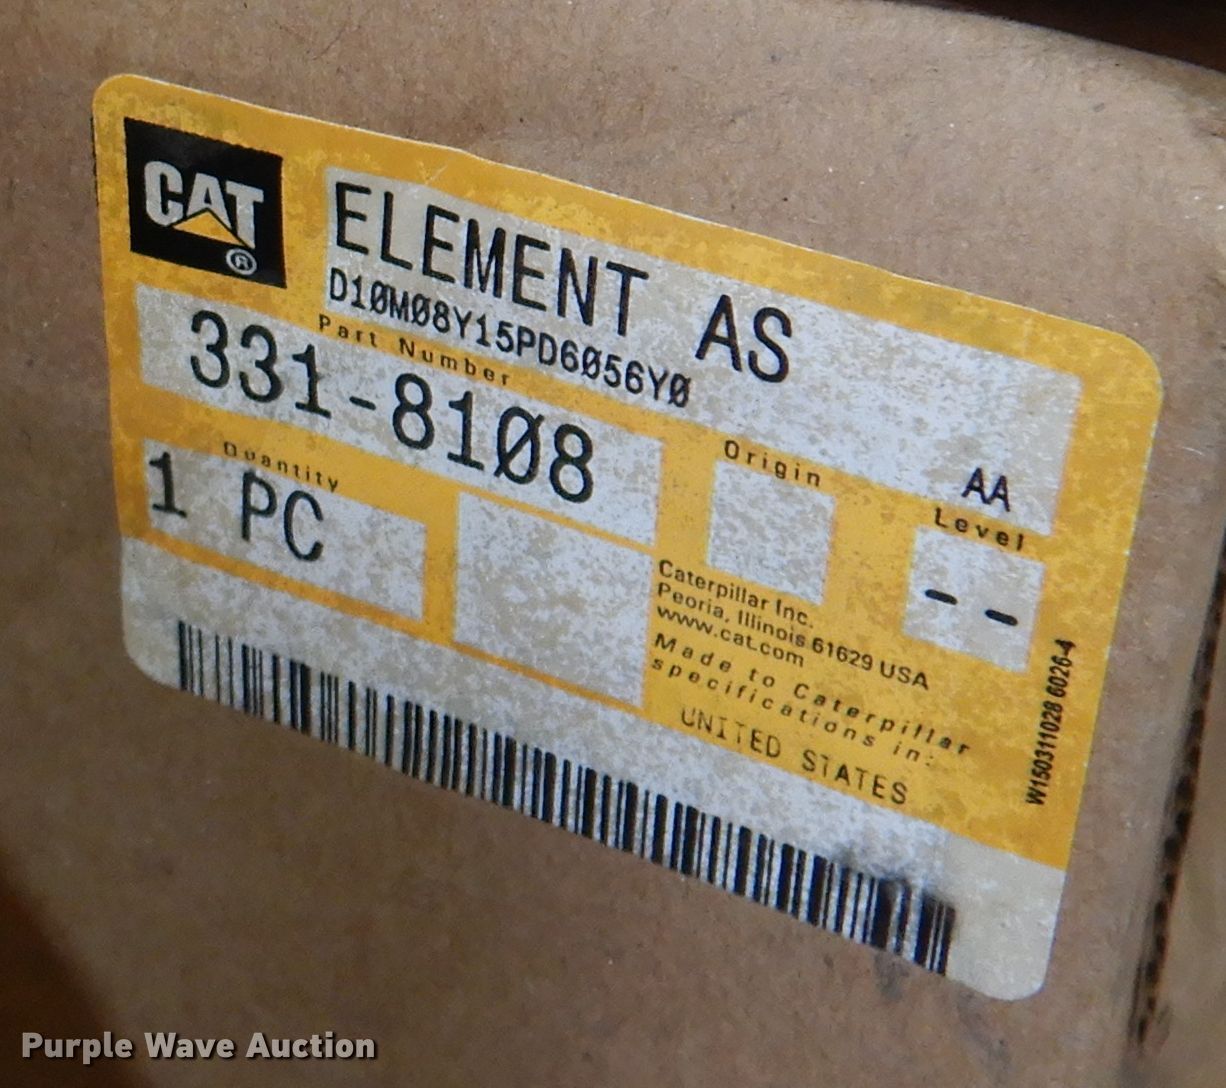 CAT ®
ELEMENT AS
D10M08Y15PD6056Y0
Part Number
331-8108
Quantity
1 PC
Origin
AA
Level
--
Caterpillar Inc.
Peoria, Illinois 61629 USA
www.cat.com
Made to Caterpillar
specifications in:
UNITED STATES
W150311028 6026-4
Purple Wave Auction